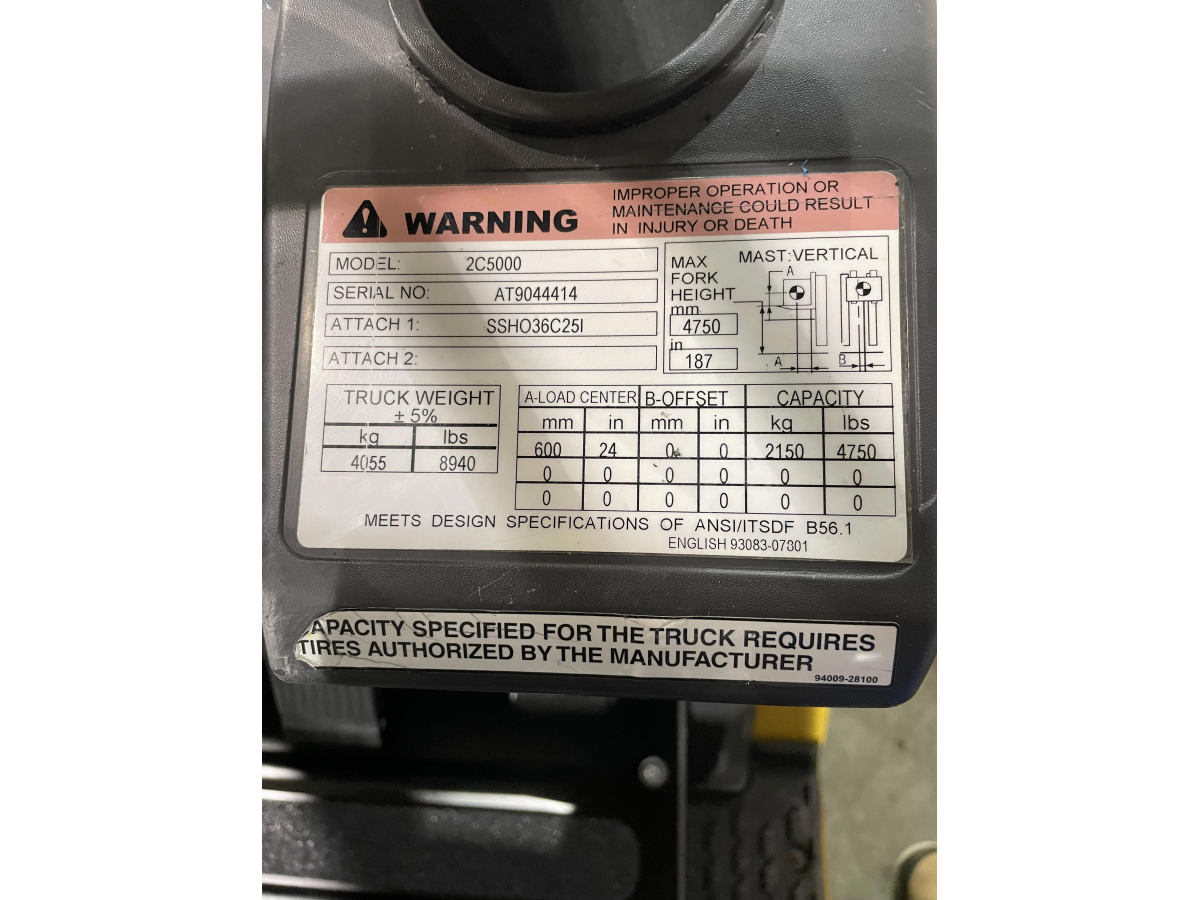 WARNING
IMPROPER OPERATION OR
MAINTENANCE COULD RESULT
IN INJURY OR DEATH
MODEL: 2C5000
SERIAL NO: AT9044414
ATTACH 1: SSHO36C25I
ATTACH 2:
MAX
FORK
HEIGHT
mm
4750
in
187
MAST:VERTICAL
A
A
B
TRUCK WEIGHT
± 5%
kg lbs
4055 8940
A-LOAD CENTER B-OFFSET CAPACITY
mm in mm in kg lbs
600 24 0 0 2150 4750
0 0 0 0 0 0
0 0 0 0 0 0
MEETS DESIGN SPECIFICATIONS OF ANSI/ITSDF B56.1
ENGLISH 93083-07801
APACITY SPECIFIED FOR THE TRUCK REQUIRES
TIRES AUTHORIZED BY THE MANUFACTURER
94009-28100